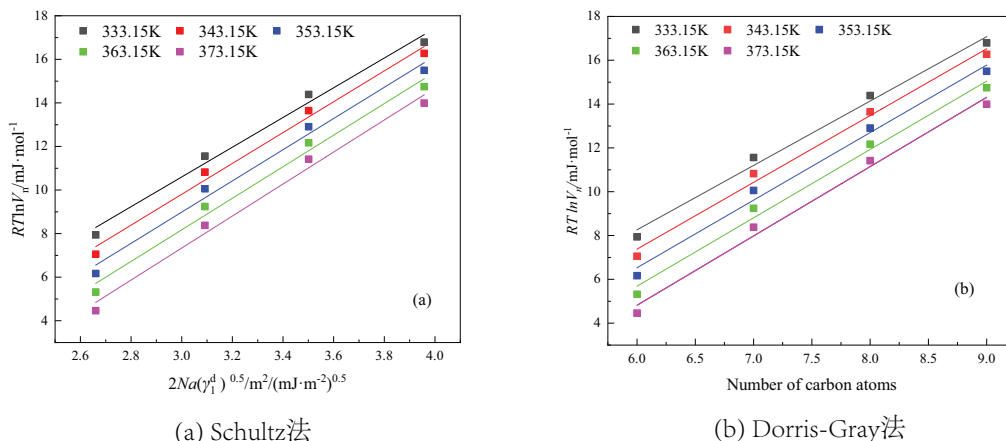 18
16
14
12
10
8
6
4
RTlnVₙ/mJ·mol⁻¹
333.15K 343.15K 353.15K
363.15K 373.15K
(a)
2.6 2.8 3.0 3.2 3.4 3.6 3.8 4.0
2Na(γ₁ᵈ) ⁰·⁵/m²/(mJ·m⁻²)⁰·⁵
(a) Schultz法
18
16
14
12
10
8
6
4
RT lnVₙ/mJ·mol⁻¹
333.15K 343.15K 353.15K
363.15K 373.15K
(b)
6.0 6.5 7.0 7.5 8.0 8.5 9.0
Number of carbon atoms
(b) Dorris-Gray法